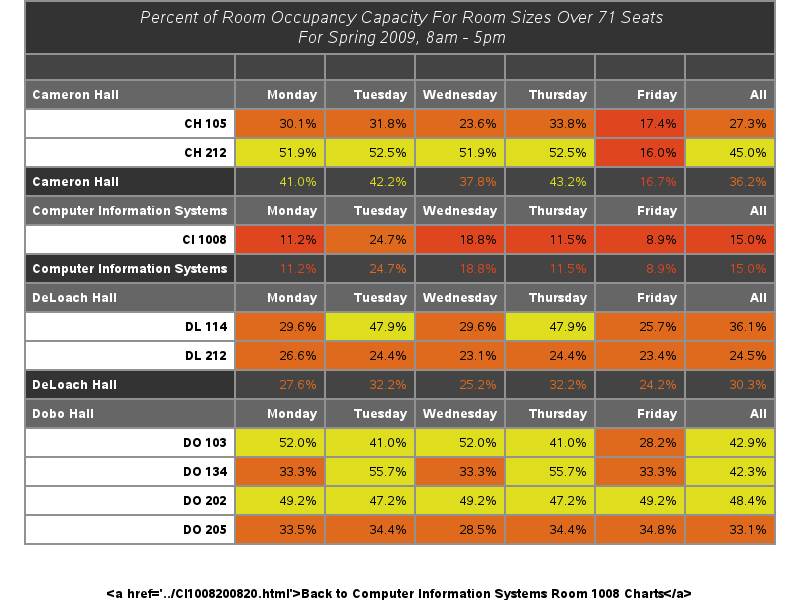 Percent of Room Occupancy Capacity For Room Sizes Over 71 Seats
For Spring 2009, 8am - 5pm
Cameron Hall Monday Tuesday Wednesday Thursday Friday All
CH 105 30.1% 31.8% 23.6% 33.8% 17.4% 27.3%
CH 212 51.9% 52.5% 51.9% 52.5% 16.0% 45.0%
Cameron Hall 41.0% 42.2% 37.8% 43.2% 16.7% 36.2%
Computer Information Systems Monday Tuesday Wednesday Thursday Friday All
CI 1008 11.2% 24.7% 18.8% 11.5% 8.9% 15.0%
Computer Information Systems 11.2% 24.7% 18.8% 11.5% 8.9% 15.0%
DeLoach Hall Monday Tuesday Wednesday Thursday Friday All
DL 114 29.6% 47.9% 29.6% 47.9% 25.7% 36.1%
DL 212 26.6% 24.4% 23.1% 24.4% 23.4% 24.5%
DeLoach Hall 27.6% 32.2% 25.2% 32.2% 24.2% 30.3%
Dobo Hall Monday Tuesday Wednesday Thursday Friday All
DO 103 52.0% 41.0% 52.0% 41.0% 28.2% 42.9%
DO 134 33.3% 55.7% 33.3% 55.7% 33.3% 42.3%
DO 202 49.2% 47.2% 49.2% 47.2% 49.2% 48.4%
DO 205 33.5% 34.4% 28.5% 34.4% 34.8% 33.1%
<a href='../CI1008200820.html'>Back to Computer Information Systems Room 1008 Charts</a>